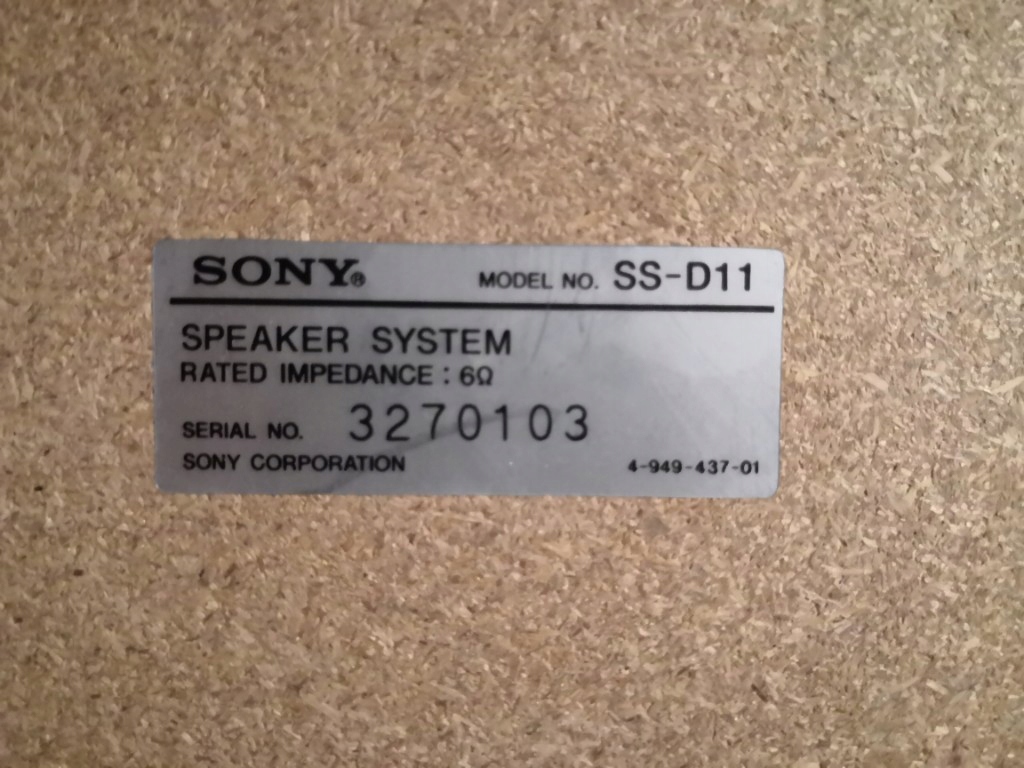 SONY® MODEL NO. SS-D11
SPEAKER SYSTEM
RATED IMPEDANCE : 6Ω
SERIAL NO. 3270103
SONY CORPORATION 4-949-437-01